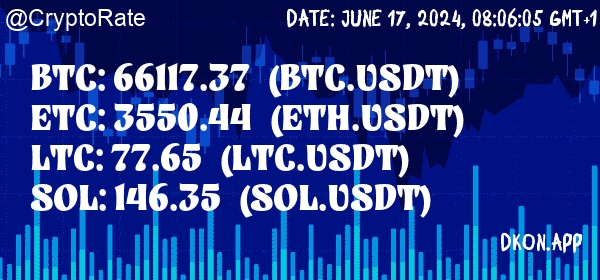 @CryptoRate
DATE: JUNE 17, 2024, 08:06:05 GMT+1
BTC: 66117.37 (BTC.USDT)
ETC: 3550.44 (ETH.USDT)
LTC: 77.65 (LTC.USDT)
SOL: 146.35 (SOL.USDT)
DKON.APP